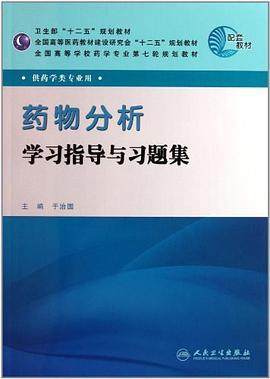 卫生部“十二五”规划教材
全国高等医药教材建设研究会“十二五”规划教材
全国高等学校药学专业第七轮规划教材
配套
教材
供药学类专业用
药物分析
学习指导与习题集
主 编 于治国
人民卫生出版社